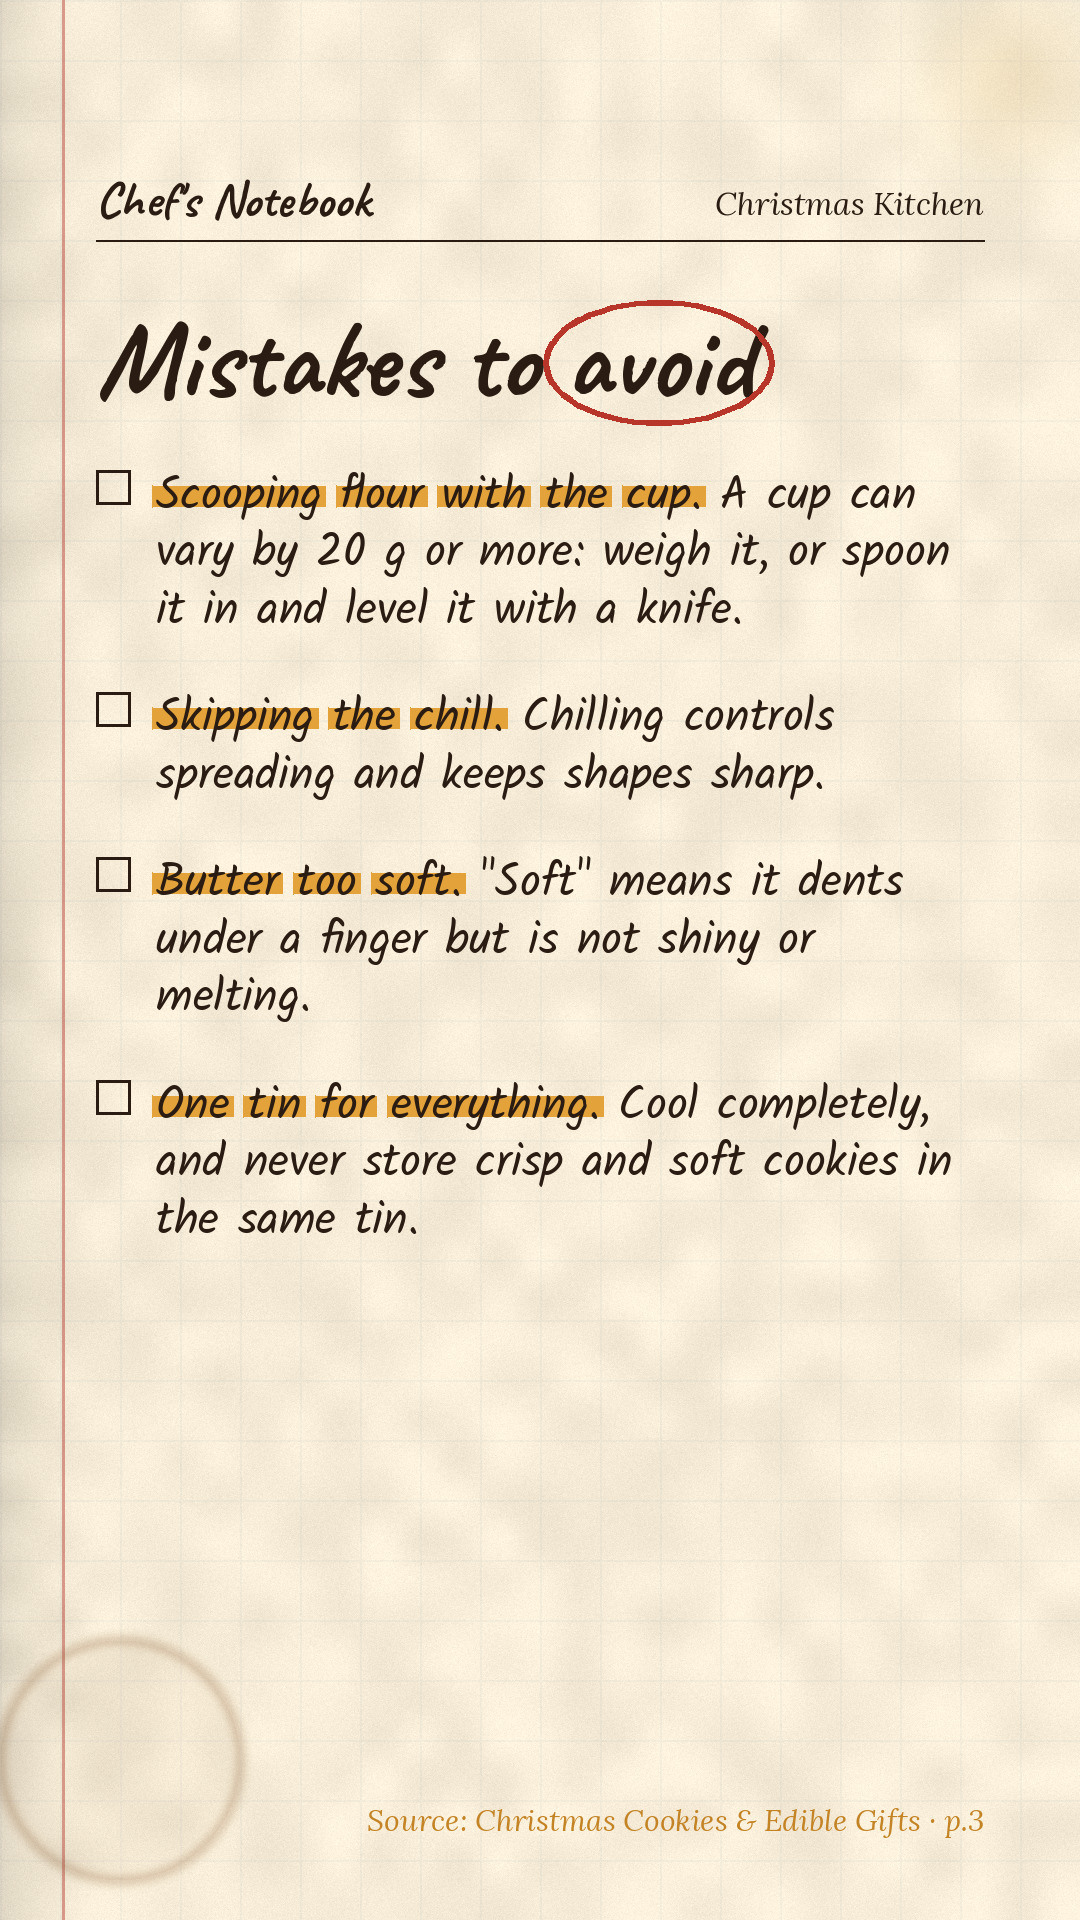 Chef's Notebook
Christmas Kitchen
Mistakes to avoid
Scooping flour with the cup. A cup can
vary by 20 g or more: weigh it, or spoon
it in and level it with a knife.
Skipping the chill. Chilling controls
spreading and keeps shapes sharp.
Butter too soft. "Soft" means it dents
under a finger but is not shiny or
melting.
One tin for everything. Cool completely,
and never store crisp and soft cookies in
the same tin.
Source: Christmas Cookies & Edible Gifts · p.3